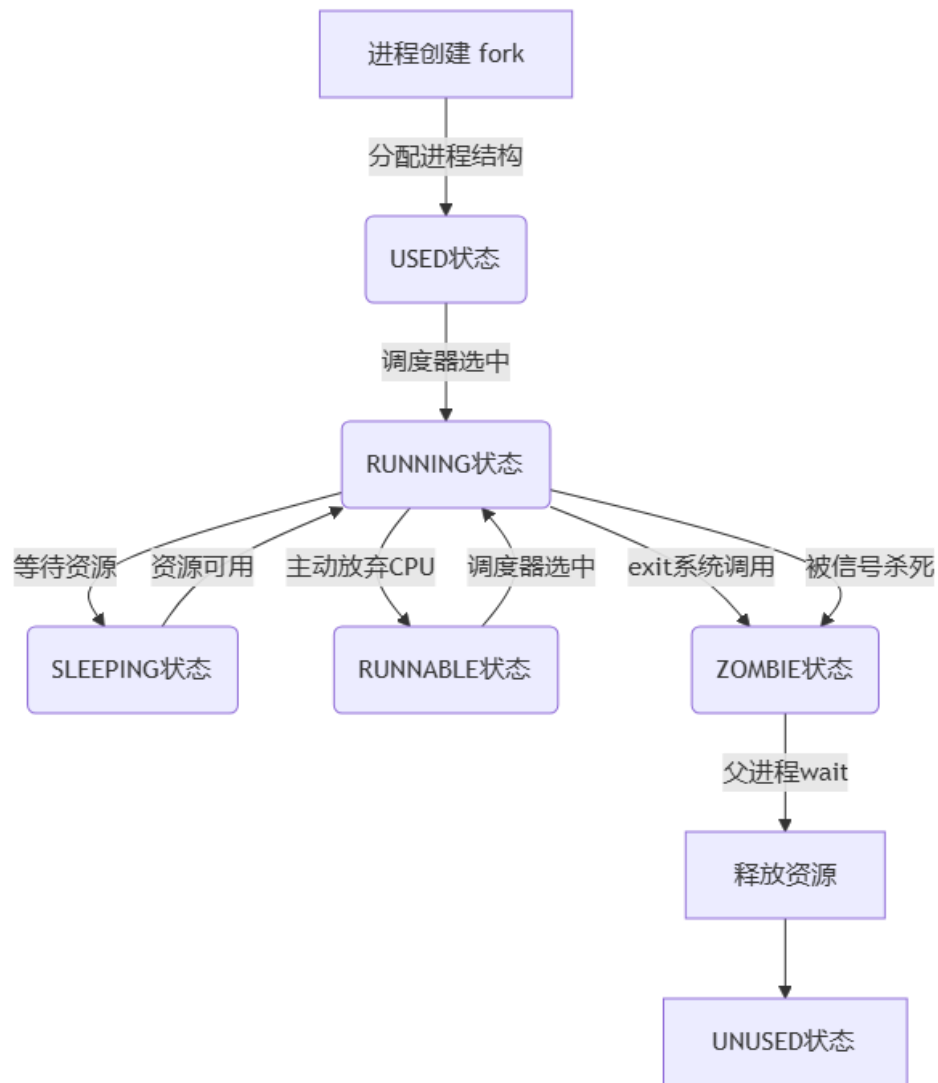 进程创建 fork
分配进程结构
USED状态
调度器选中
RUNNING状态
等待资源
资源可用
主动放弃CPU
调度器选中
exit系统调用
被信号杀死
SLEEPING状态
RUNNABLE状态
ZOMBIE状态
父进程wait
释放资源
UNUSED状态